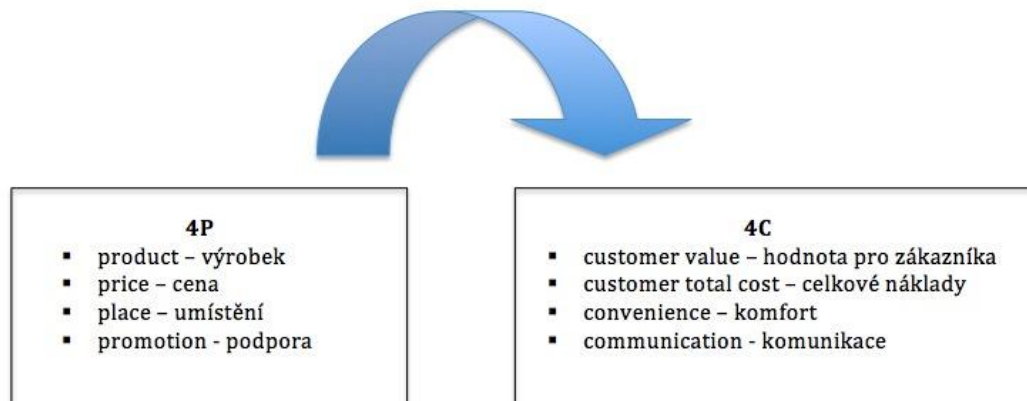 4P
▪ product – výrobek
▪ price – cena
▪ place – umístění
▪ promotion - podpora
4C
▪ customer value – hodnota pro zákazníka
▪ customer total cost – celkové náklady
▪ convenience – komfort
▪ communication - komunikace